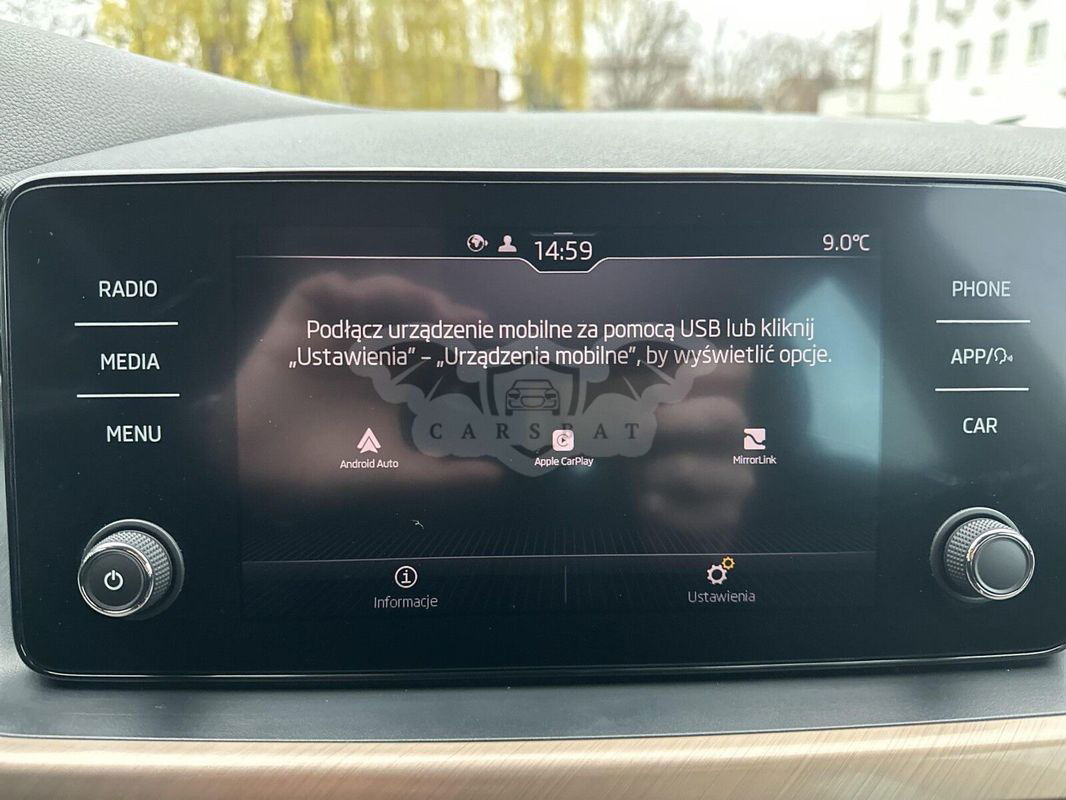 14:59
9.0°C
RADIO
MEDIA
MENU
Podłącz urządzenie mobilne za pomocą USB lub kliknij
„Ustawienia” – „Urządzenia mobilne”, by wyświetlić opcje.
CARSBAT
Android Auto
Apple CarPlay
MirrorLink
Informacje
Ustawienia
PHONE
APP/
CAR